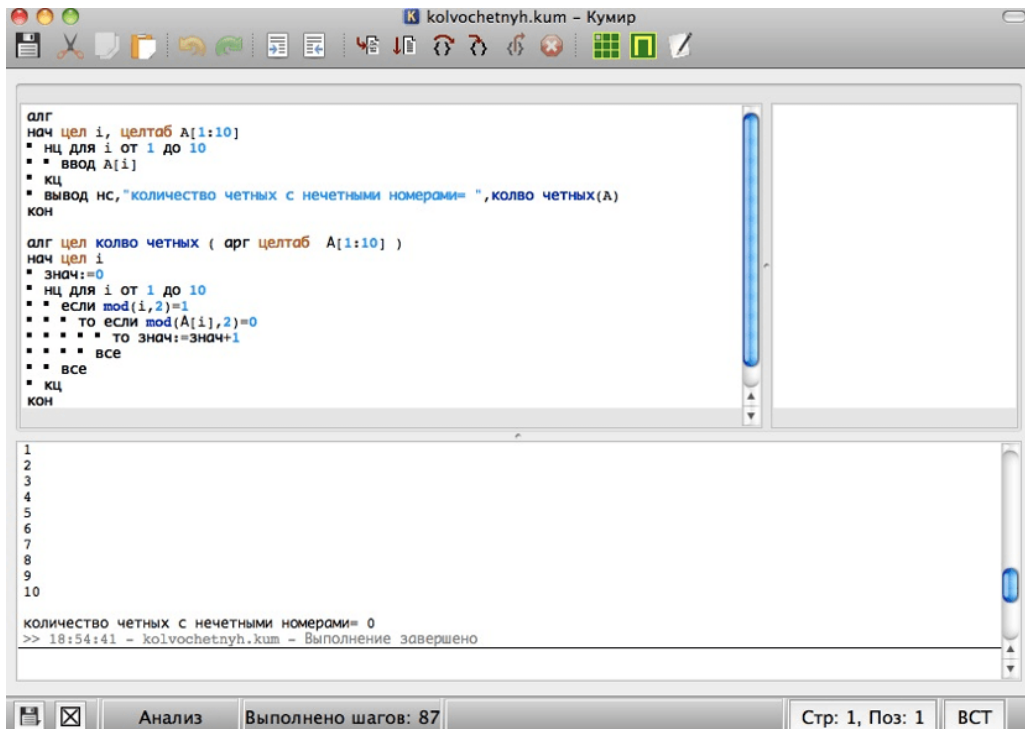 kolvochetnyh.kum – Кумир
алг
нач цел i, целтаб A[1:10]
нц для i от 1 до 10
ввод A[i]
кц
вывод нс,"количество четных с нечетными номерами= ",колво четных(A)
кон
алг цел колво четных ( арг целтаб A[1:10] )
нач цел i
знач:=0
нц для i от 1 до 10
если mod(i,2)=1
то если mod(A[i],2)=0
то знач:=знач+1
все
все
кц
кон
1
2
3
4
5
6
7
8
9
10
количество четных с нечетными номерами= 0
>> 18:54:41 - kolvochetnyh.kum - Выполнение завершено
Анализ Выполнено шагов: 87 Стр: 1, Поз: 1 ВСТ